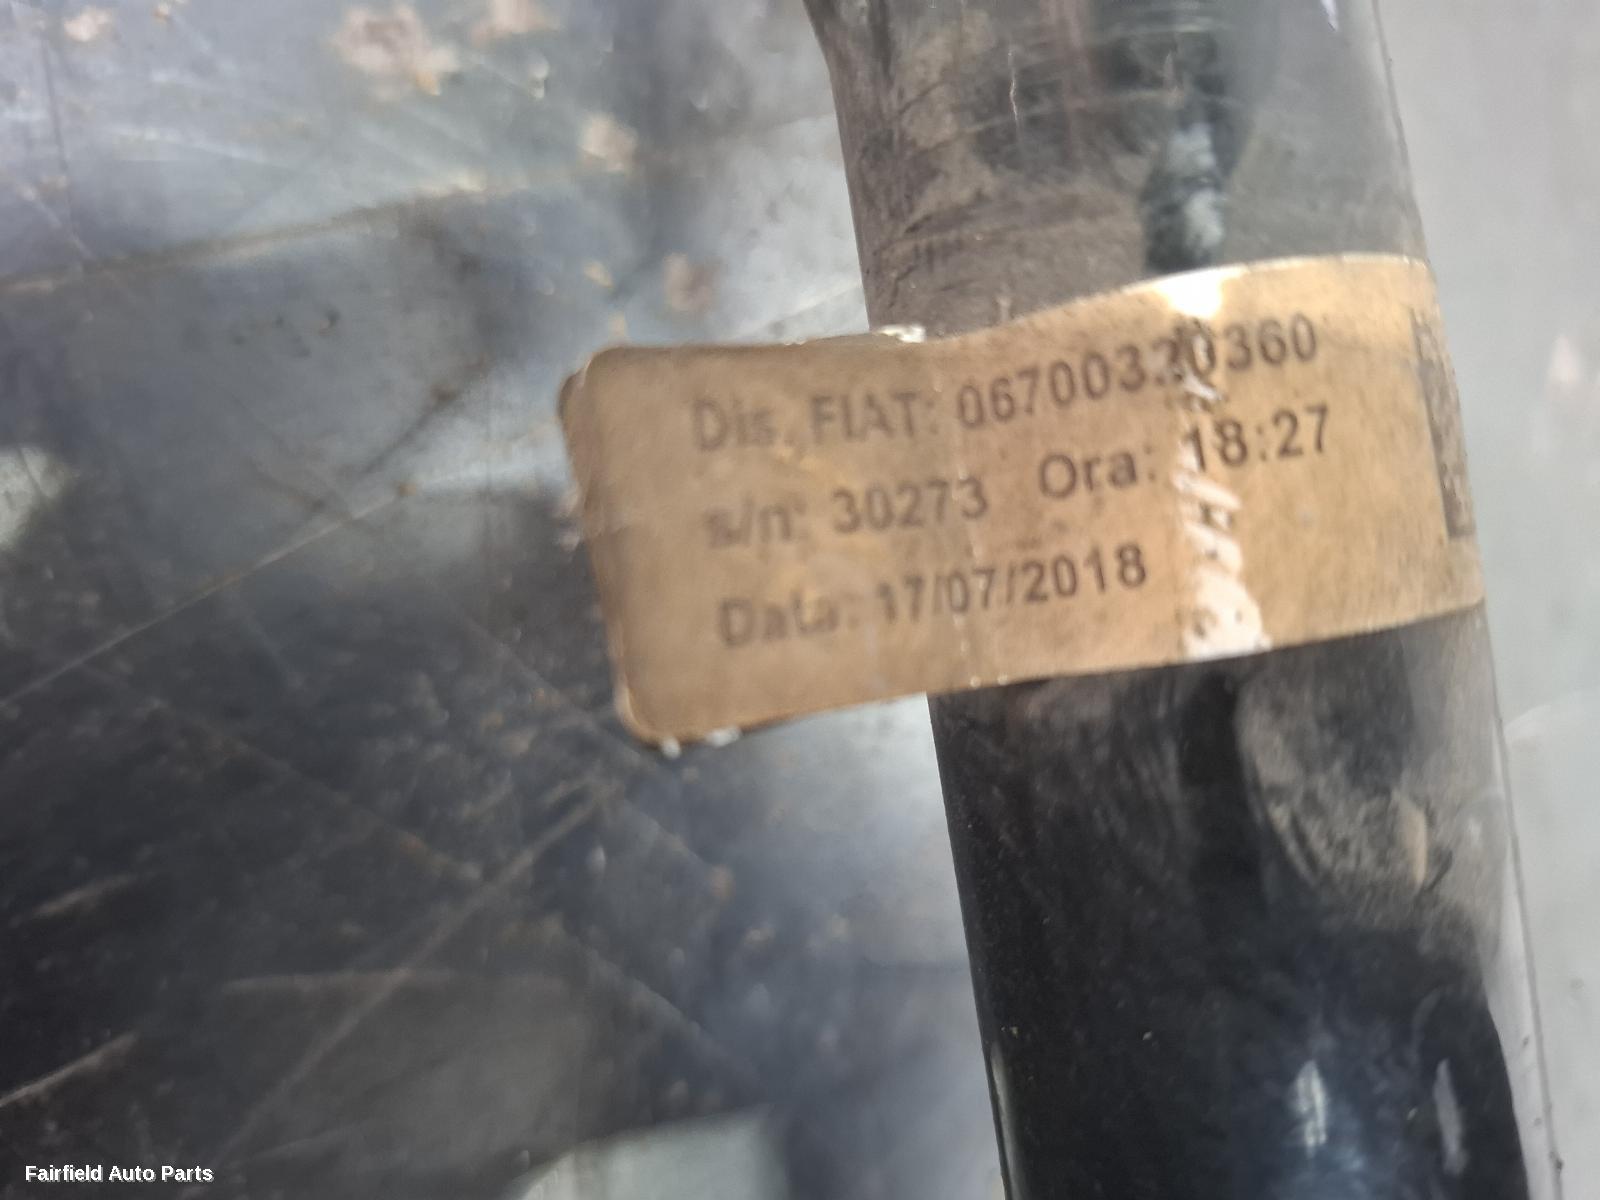 Dis. FIAT: 06700320360
s/n: 30273 Ora: 18:27
Data: 17/07/2018
Fairfield Auto Parts